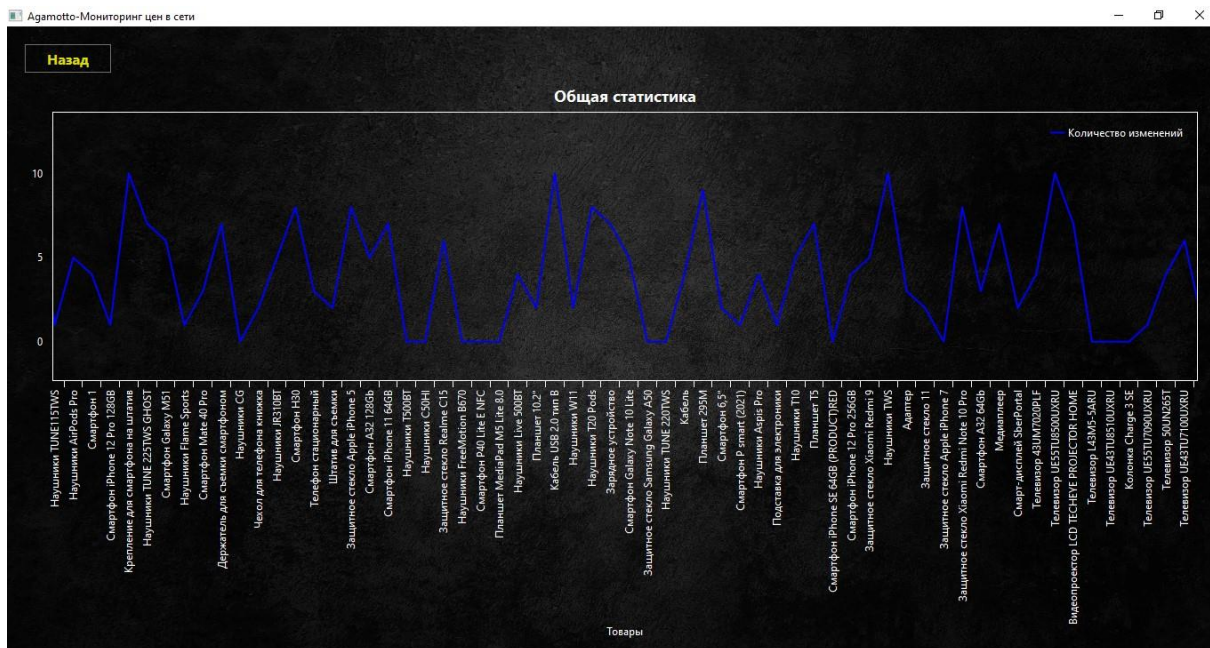 Agamotto-Мониторинг цен в сети
Назад
Общая статистика
Количество изменений
10
5
0
Наушники TUNE115TWS
Наушники AirPods Pro
Смартфон 1
Смартфон iPhone 12 Pro 128GB
Крепление для смартфона на штатив
Наушники TUNE 225TWS GHOST
Смартфон Galaxy M51
Наушники Flame Sports
Смартфон Mate 40 Pro
Держатель для съемки смартфоном
Наушники CG
Чехол для телефона книжка
Наушники JR310BT
Смартфон H30
Телефон стационарный
Штатив для съемки
Защитное стекло Apple iPhone 5
Смартфон A32 128Gb
Смартфон iPhone 11 64GB
Наушники T500BT
Наушники C50HI
Защитное стекло Realme C15
Наушники FreeMotion B670
Смартфон P40 Lite E NFC
Планшет MediaPad M5 Lite 8.0
Наушники Live 500BT
Планшет 10.2"
Кабель USB 2.0 тип B
Наушники W11
Наушники T20 Pods
Зарядное устройство
Смартфон Galaxy Note 10 Lite
Защитное стекло Samsung Galaxy A50
Наушники TUNE 220TWS
Кабель
Планшет 295M
Смартфон 6,5"
Смартфон P smart (2021)
Наушники Aspis Pro
Подставка для электроники
Наушники T10
Планшет T5
Смартфон iPhone SE 64GB (PRODUCT)RED
Смартфон iPhone 12 Pro 256GB
Защитное стекло Xiaomi Redmi 9
Наушники TWS
Адаптер
Защитное стекло 11
Защитное стекло Apple iPhone 7
Защитное стекло Xiaomi Redmi Note 10 Pro
Смартфон A32 64Gb
Медиаплеер
Смарт-дисплей SberPortal
Телевизор 43UM7020PLF
Телевизор UE55TU8500UXRU
Видеопроектор LCD TECHEYE PROJECTOR HOME
Телевизор L43M5-5ARU
Телевизор UE43TU8510UXRU
Колонка Charge 3 SE
Телевизор UE55TU7090UXRU
Телевизор 50UN265T
Телевизор UE43TU7100UXRU
Товары